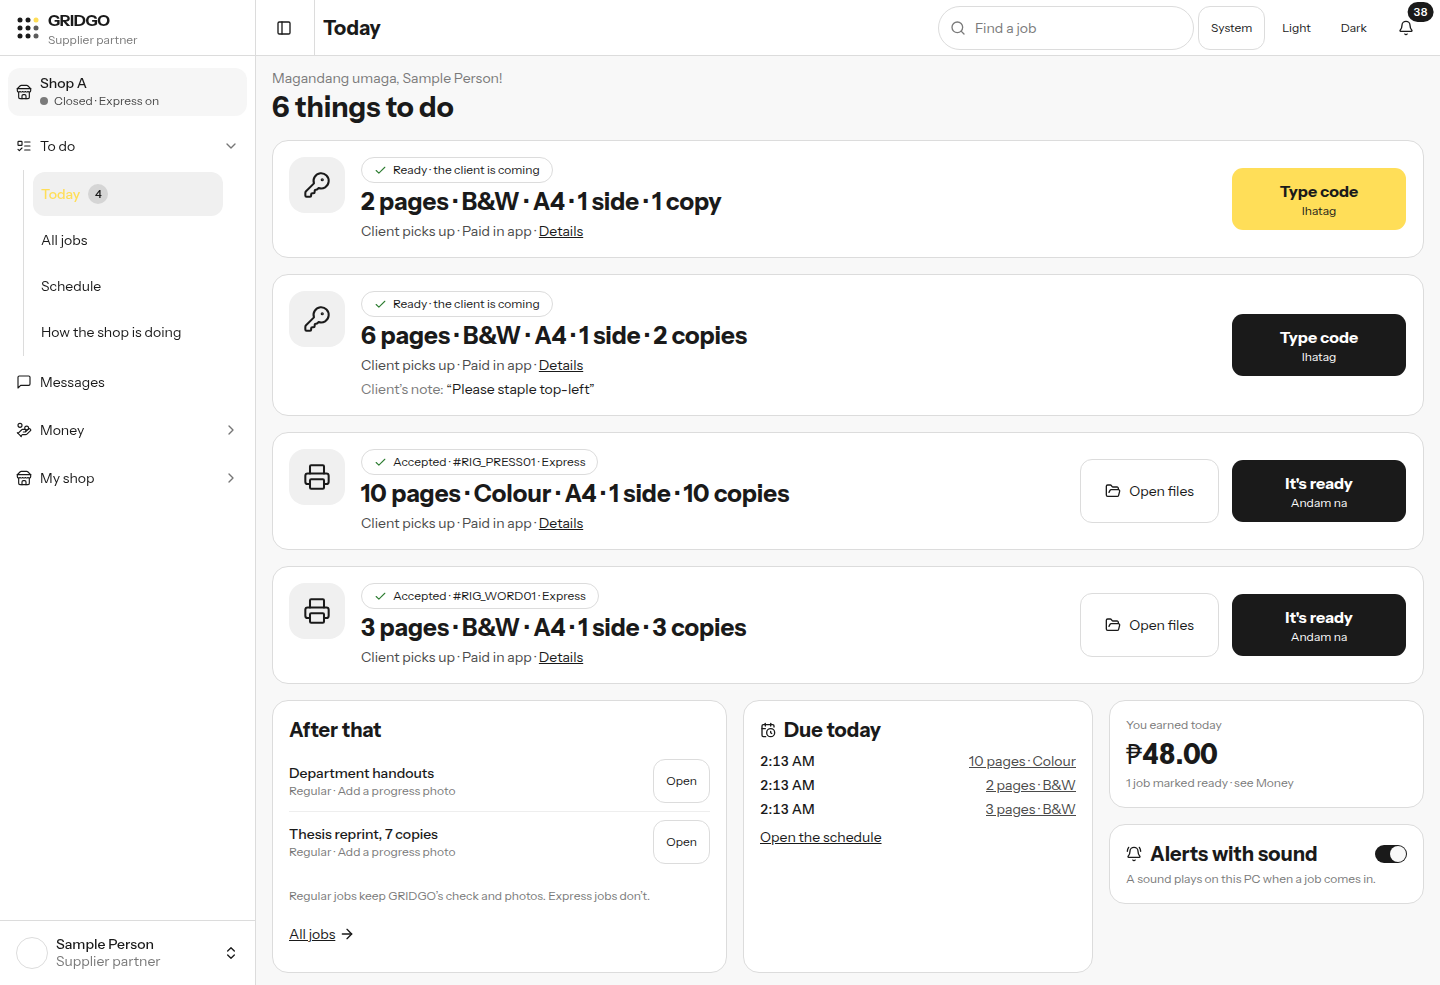 GRIDGO
Supplier partner
Shop A
Closed · Express on
To do
Today 4
All jobs
Schedule
How the shop is doing
Messages
Money
My shop
Sample Person
Supplier partner
Today
Find a job
System
Light
Dark
38
Magandang umaga, Sample Person!
6 things to do
Ready · the client is coming
2 pages · B&W · A4 · 1 side · 1 copy
Client picks up · Paid in app · Details
Type code
Ihatag
Ready · the client is coming
6 pages · B&W · A4 · 1 side · 2 copies
Client picks up · Paid in app · Details
Client’s note: “Please staple top-left”
Type code
Ihatag
Accepted · #RIG_PRESS01 · Express
10 pages · Colour · A4 · 1 side · 10 copies
Client picks up · Paid in app · Details
Open files
It's ready
Andam na
Accepted · #RIG_WORD01 · Express
3 pages · B&W · A4 · 1 side · 3 copies
Client picks up · Paid in app · Details
Open files
It's ready
Andam na
After that
Department handouts
Regular · Add a progress photo
Open
Thesis reprint, 7 copies
Regular · Add a progress photo
Open
Regular jobs keep GRIDGO’s check and photos. Express jobs don’t.
All jobs
Due today
2:13 AM 10 pages · Colour
2:13 AM 2 pages · B&W
2:13 AM 3 pages · B&W
Open the schedule
You earned today
₱48.00
1 job marked ready · see Money
Alerts with sound
A sound plays on this PC when a job comes in.